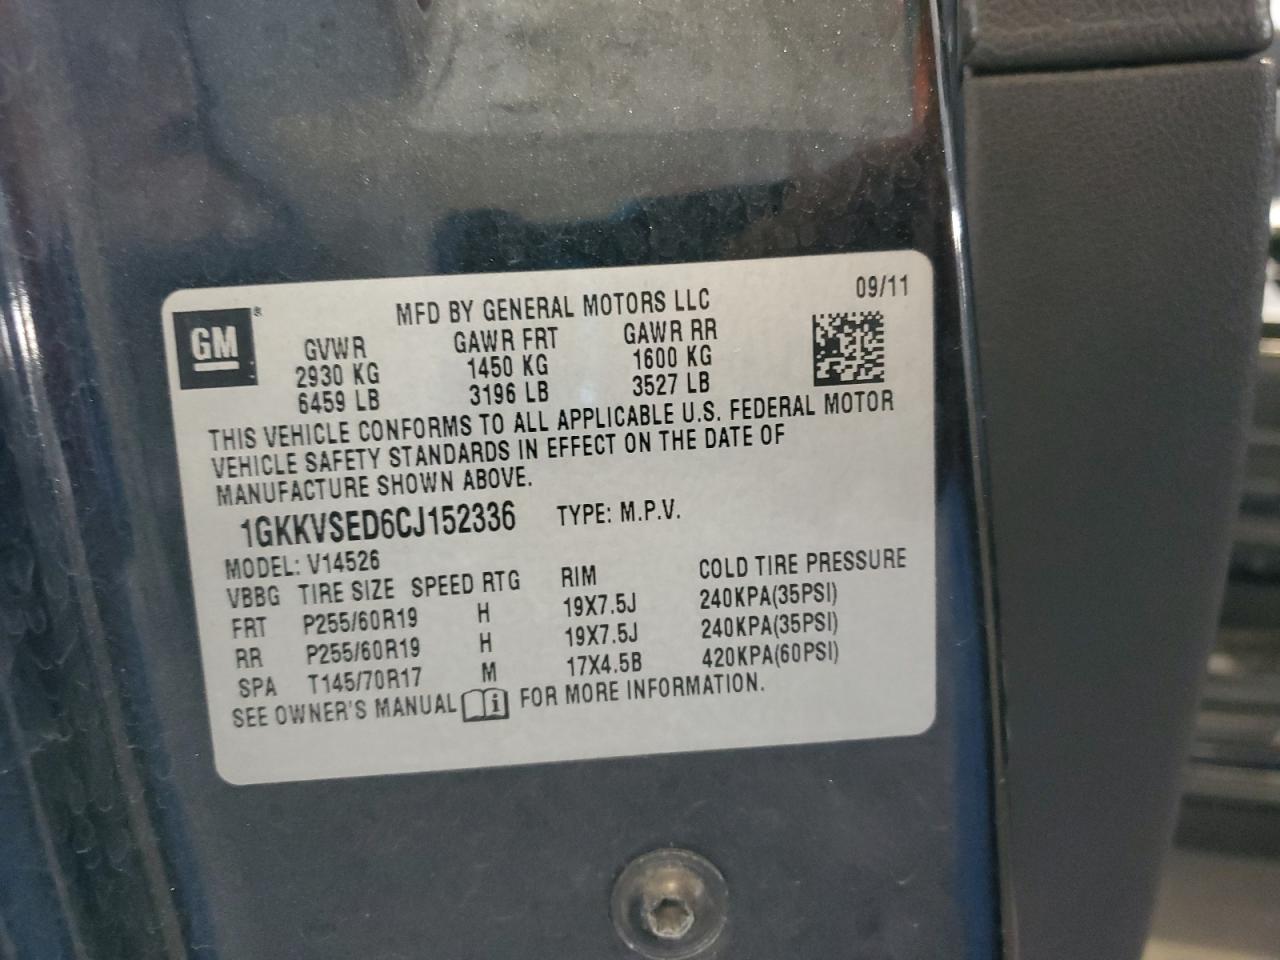 GM®
MFD BY GENERAL MOTORS LLC 09/11
GVWR GAWR FRT GAWR RR
2930 KG 1450 KG 1600 KG
6459 LB 3196 LB 3527 LB
THIS VEHICLE CONFORMS TO ALL APPLICABLE U.S. FEDERAL MOTOR
VEHICLE SAFETY STANDARDS IN EFFECT ON THE DATE OF
MANUFACTURE SHOWN ABOVE.
1GKKVSED6CJ152336 TYPE: M.P.V.
MODEL: V14526
VBBG TIRE SIZE SPEED RTG RIM COLD TIRE PRESSURE
FRT P255/60R19 H 19X7.5J 240KPA(35PSI)
RR P255/60R19 H 19X7.5J 240KPA(35PSI)
SPA T145/70R17 M 17X4.5B 420KPA(60PSI)
SEE OWNER'S MANUAL i FOR MORE INFORMATION.